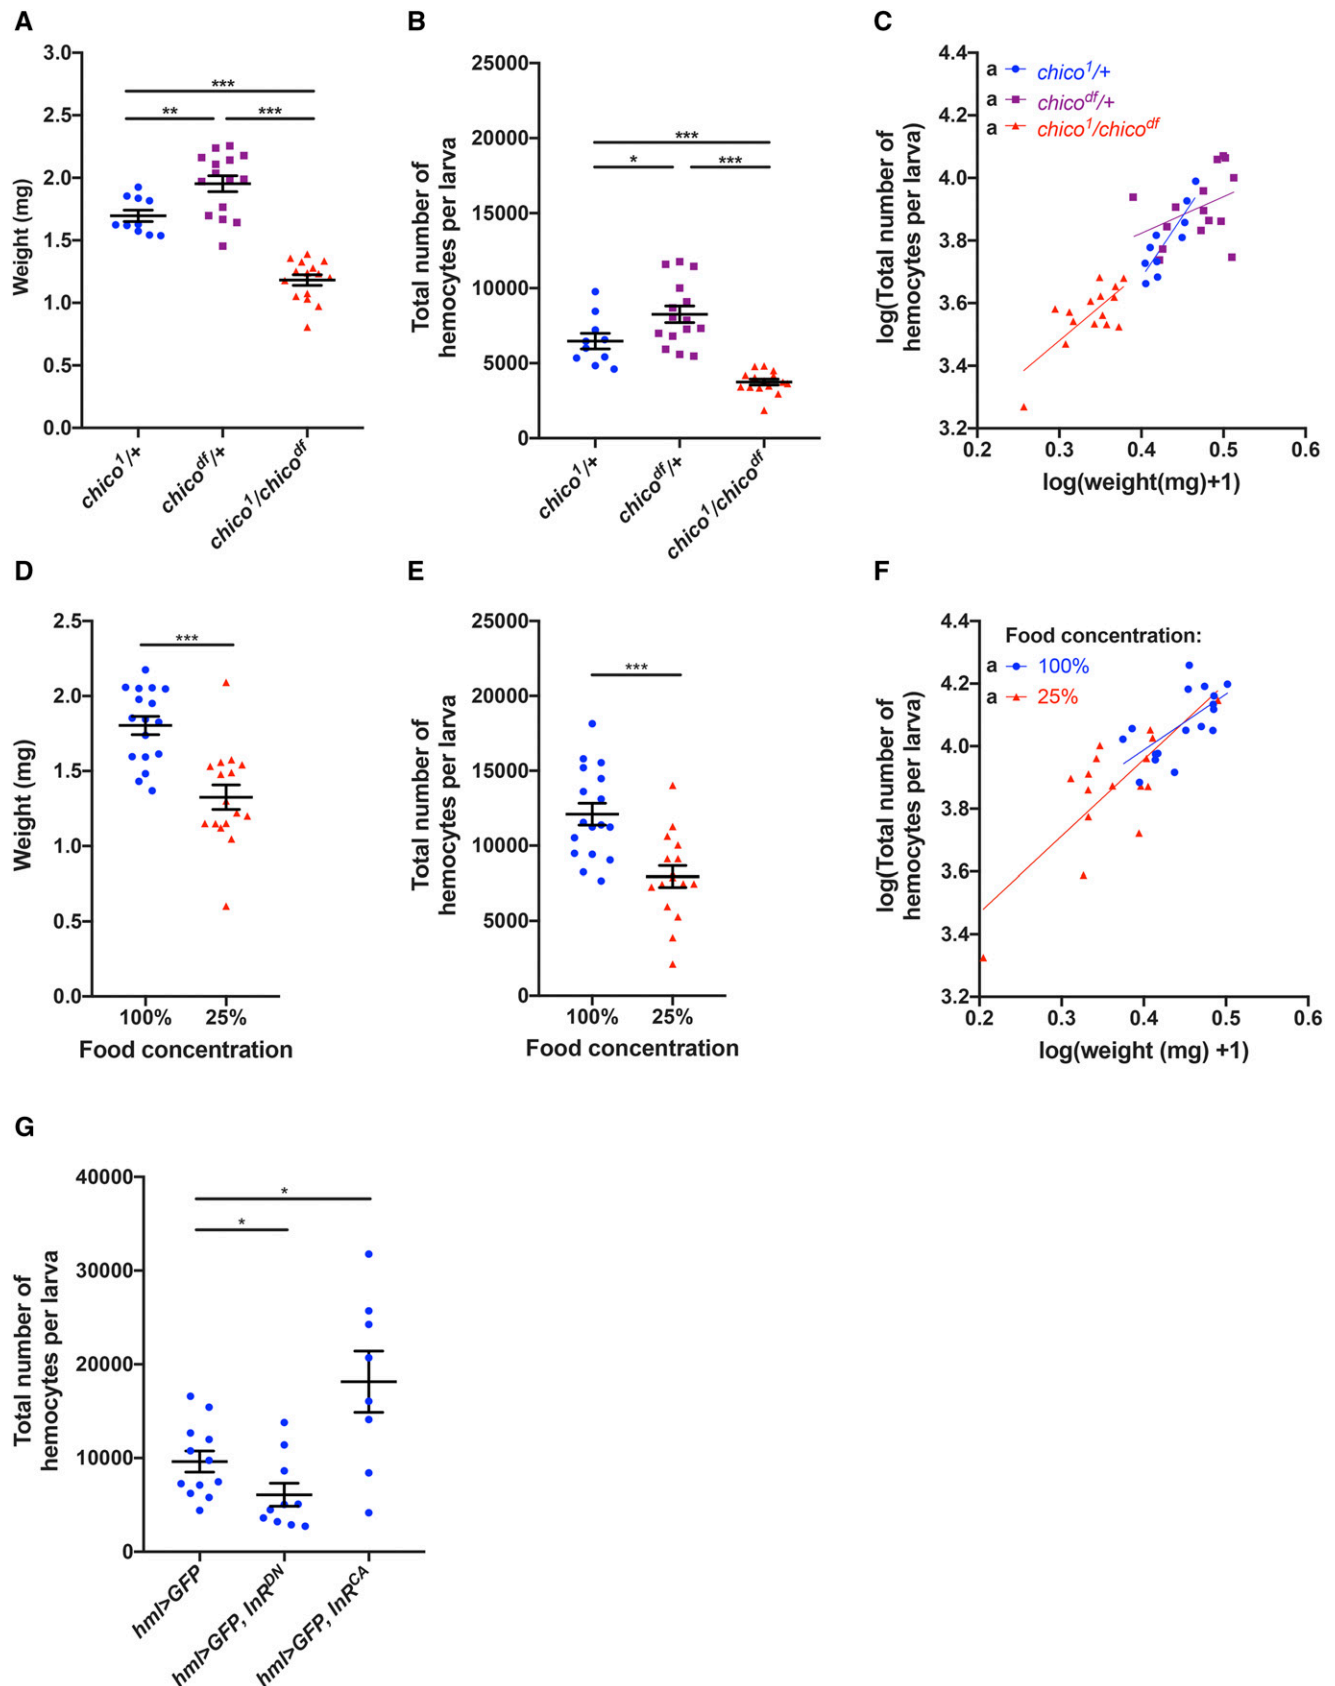 A
Weight (mg)
3.0
2.5
2.0
1.5
1.0
0.5
0.0
***
** ***
chico¹/+
chicoᵈᶠ/+
chico¹/chicoᵈᶠ
B
Total number of
hemocytes per larva
25000
20000
15000
10000
5000
0
***
* ***
chico¹/+
chicoᵈᶠ/+
chico¹/chicoᵈᶠ
C
log(Total number of
hemocytes per larva)
4.4
4.2
4.0
3.8
3.6
3.4
3.2
a chico¹/+
a chicoᵈᶠ/+
a chico¹/chicoᵈᶠ
0.2 0.3 0.4 0.5 0.6
log(weight(mg)+1)
D
Weight (mg)
2.5
2.0
1.5
1.0
0.5
0.0
***
100% 25%
Food concentration
E
Total number of
hemocytes per larva
25000
20000
15000
10000
5000
0
***
100% 25%
Food concentration
F
log(Total number of
hemocytes per larva)
4.4
4.2
4.0
3.8
3.6
3.4
3.2
Food concentration:
a 100%
a 25%
0.2 0.3 0.4 0.5 0.6
log(weight (mg) +1)
G
Total number of
hemocytes per larva
40000
30000
20000
10000
0
*
*
hml>GFP
hml>GFP, InRᴰᴺ
hml>GFP, InRᶜᴬ